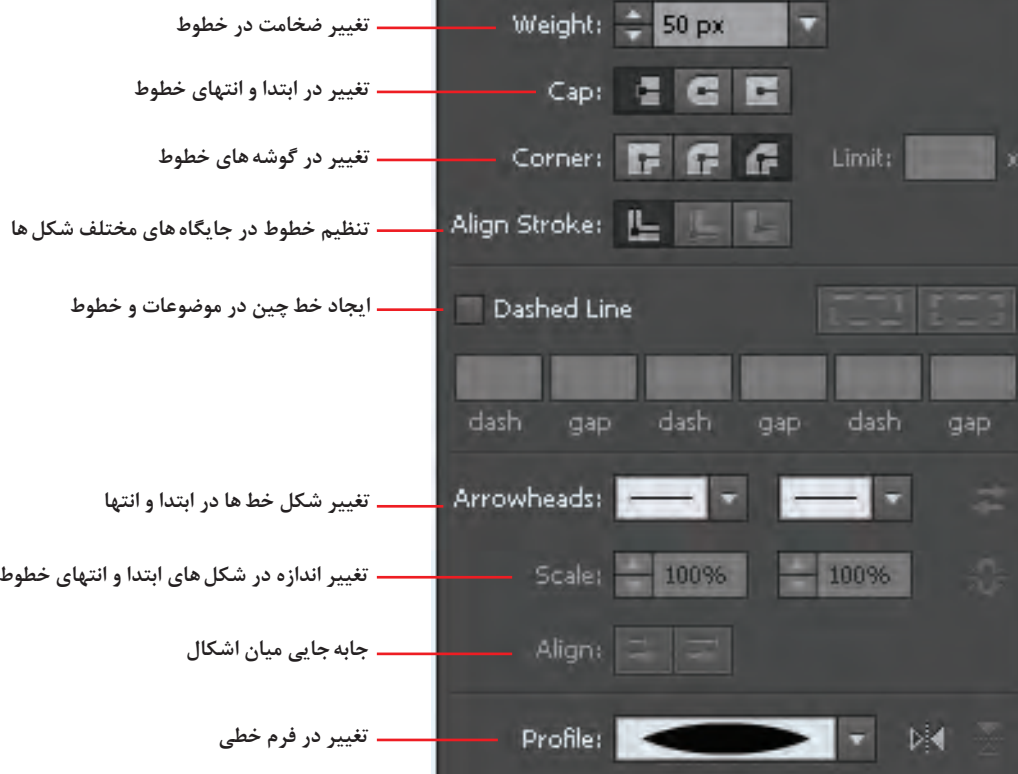 تغییر ضخامت در خطوط
Weight: 50 px
تغییر در ابتدا و انتهای خطوط
Cap:
تغییر در گوشه های خطوط
Corner: Limit: x
تنظیم خطوط در جایگاه های مختلف شکل ها
Align Stroke:
ایجاد خط چین در موضوعات و خطوط
Dashed Line
dash gap dash gap dash gap
تغییر شکل خط ها در ابتدا و انتها
Arrowheads:
تغییر اندازه در شکل های ابتدا و انتهای خطوط
Scale: 100% 100%
جابه جایی میان اشکال
Align:
تغییر در فرم خطی
Profile: